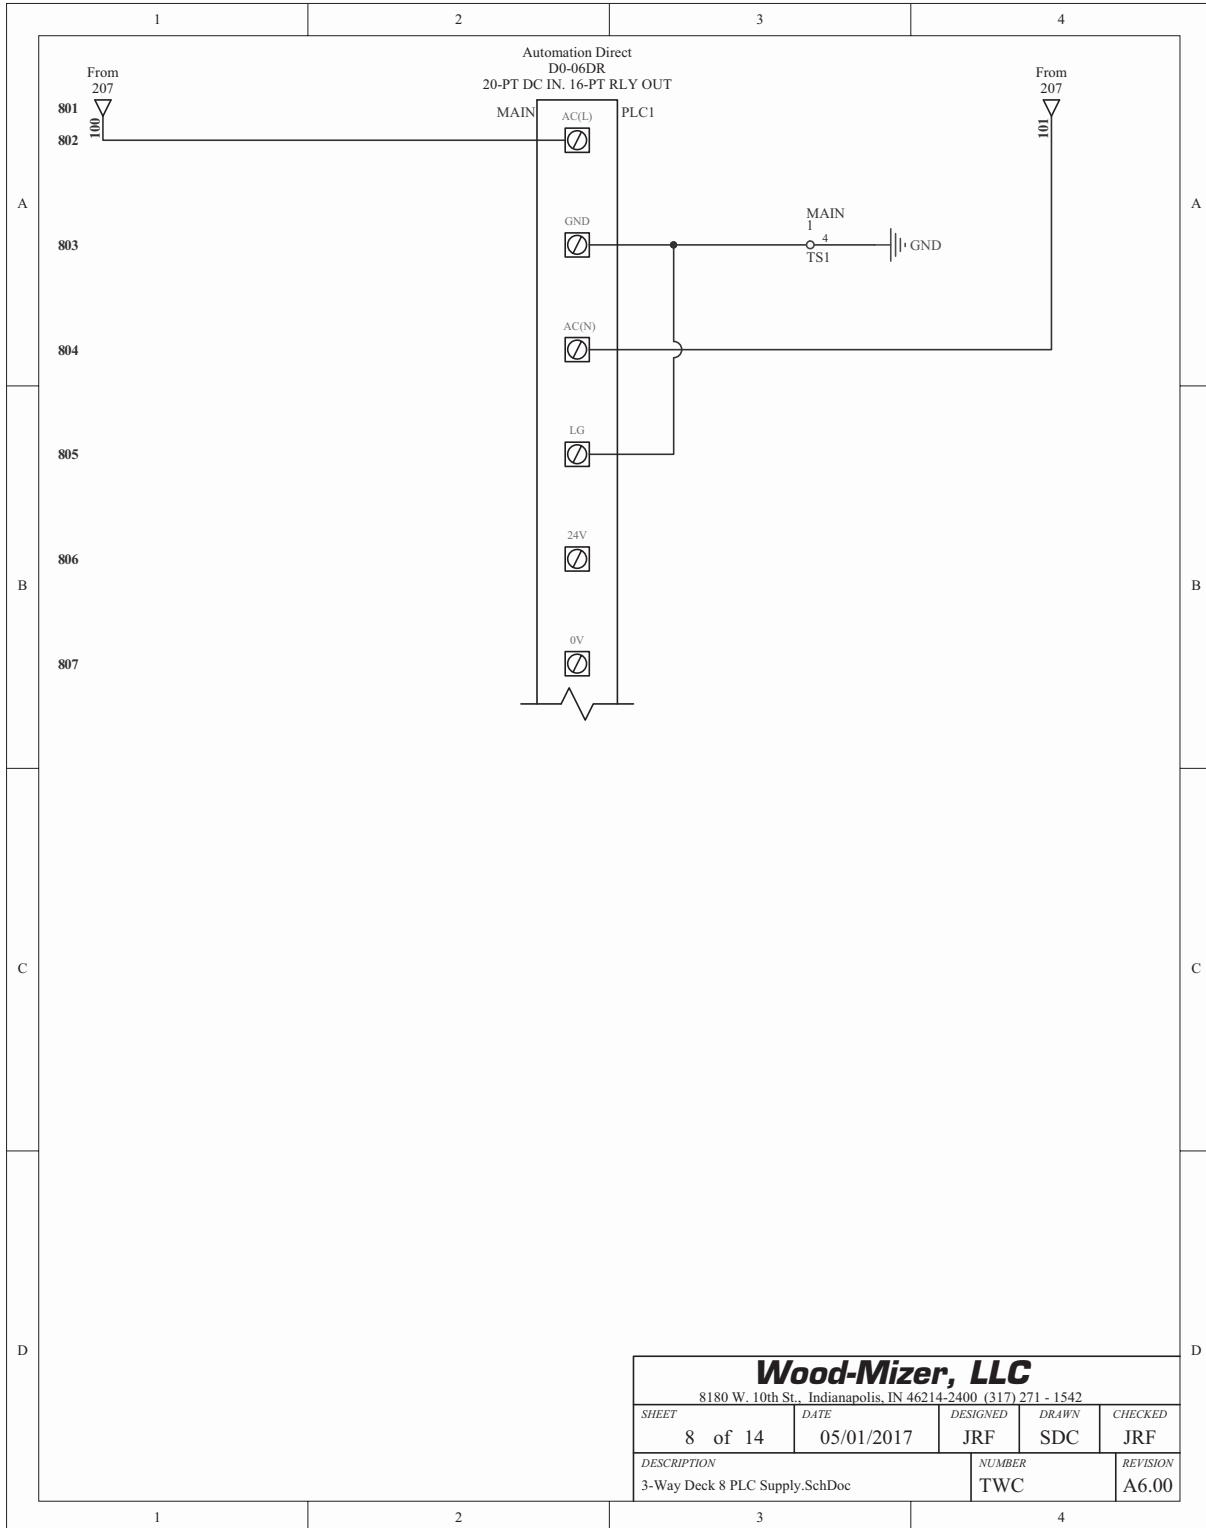 1 2 3 4
Automation Direct
D0-06DR
20-PT DC IN. 16-PT RLY OUT
From
207
From
207
801
MAIN
PLC1
100
101
AC(L)
802
A
A
GND
803
MAIN
1
4
TS1
GND
AC(N)
804
LG
805
24V
806
B
B
0V
807
C
C
D
D
Wood-Mizer, LLC
8180 W. 10th St., Indianapolis, IN 46214-2400 (317) 271 - 1542
SHEET DATE DESIGNED DRAWN CHECKED
8 of 14 05/01/2017 JRF SDC JRF
DESCRIPTION NUMBER REVISION
3-Way Deck 8 PLC Supply.SchDoc TWC A6.00
1 2 3 4